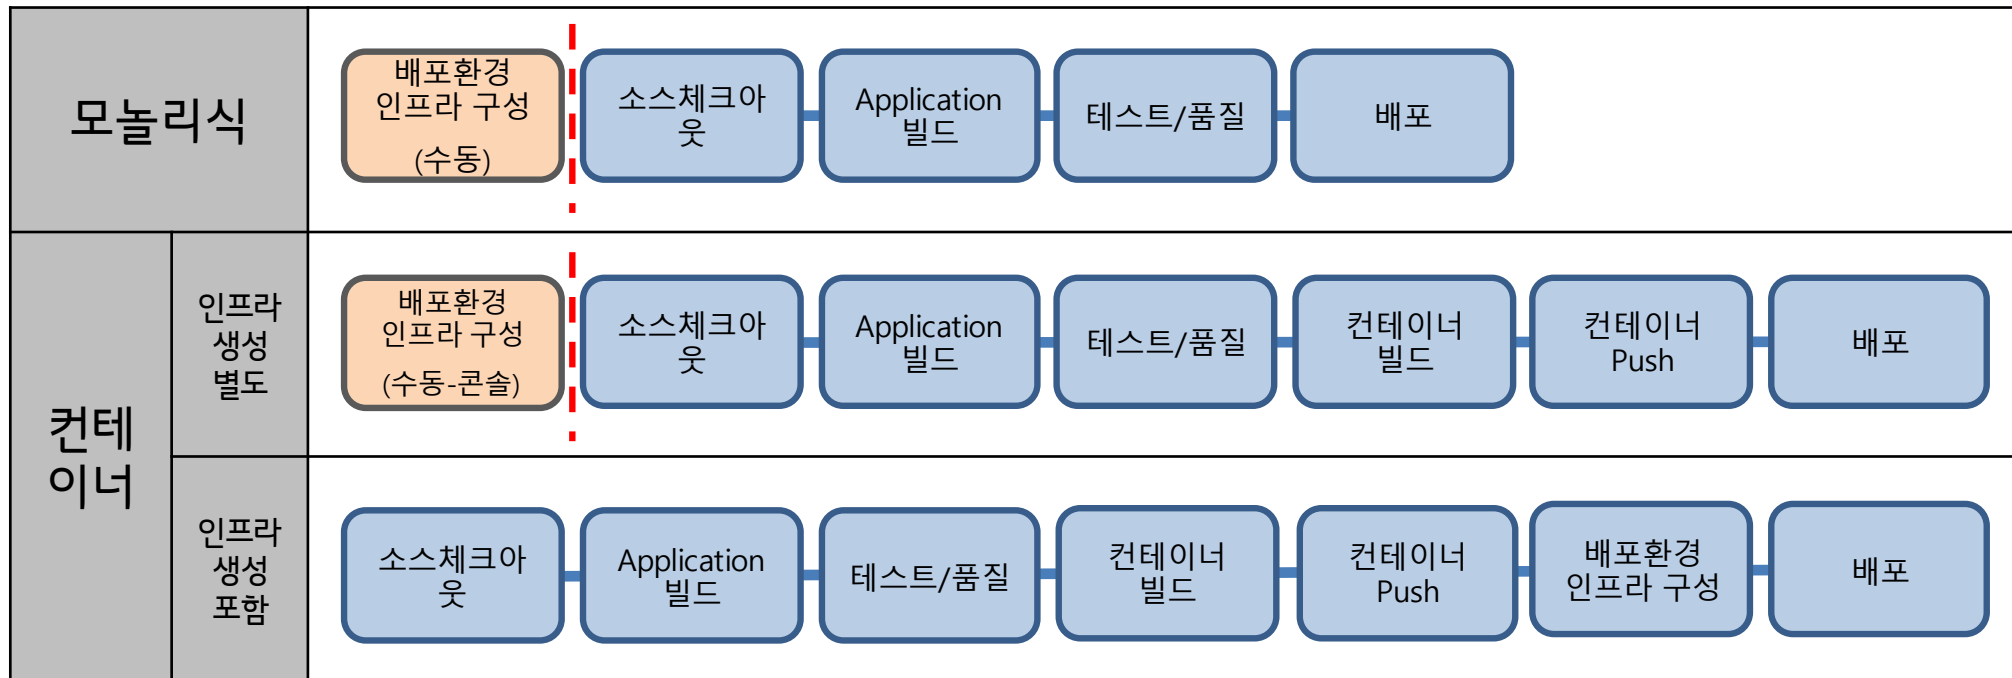 모놀리식
배포환경
인프라 구성
(수동)
소스체크아
웃
Application
빌드
테스트/품질
배포
컨테
이너
인프라
생성
별도
배포환경
인프라 구성
(수동-콘솔)
소스체크아
웃
Application
빌드
테스트/품질
컨테이너
빌드
컨테이너
Push
배포
인프라
생성
포함
소스체크아
웃
Application
빌드
테스트/품질
컨테이너
빌드
컨테이너
Push
배포환경
인프라 구성
배포